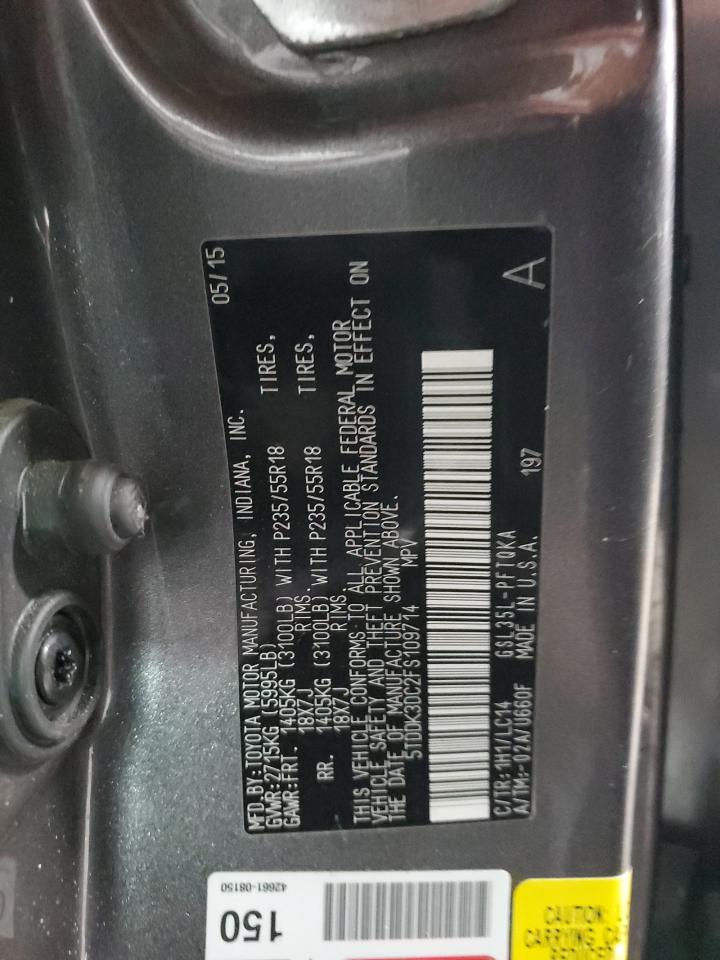 MFD.BY:TOYOTA MOTOR MANUFACTURING, INDIANA, INC. 05/15
GVWR:2715KG (5995LB)
GAWR:FRT. 1405KG (3100LB) WITH P235/55R18 TIRES,
18X7J RIMS.
RR. 1405KG (3100LB) WITH P235/55R18 TIRES,
18X7J RIMS.
THIS VEHICLE CONFORMS TO ALL APPLICABLE FEDERAL MOTOR
VEHICLE SAFETY AND THEFT PREVENTION STANDARDS IN EFFECT ON
THE DATE OF MANUFACTURE SHOWN ABOVE.
5TDDK3DC2FS109714 MPV
C/TR:1H1/LC14 GSL35L-PFTQKA
A/TM:-02A/U660F MADE IN U.S.A. 197 A
150
42661-08150
CAUTION:
CARRYING
REDUCED